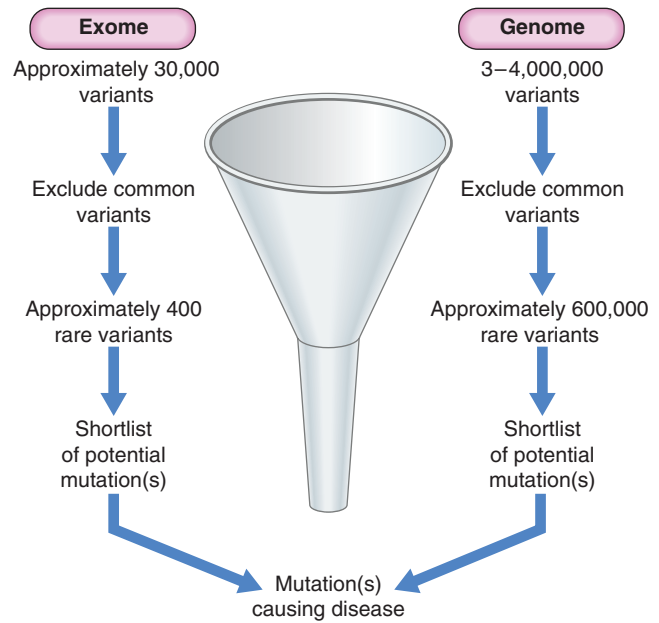 Exome
Approximately 30,000
variants
Exclude common
variants
Approximately 400
rare variants
Shortlist
of potential
mutation(s)
Genome
3–4,000,000
variants
Exclude common
variants
Approximately 600,000
rare variants
Shortlist
of potential
mutation(s)
Mutation(s)
causing disease